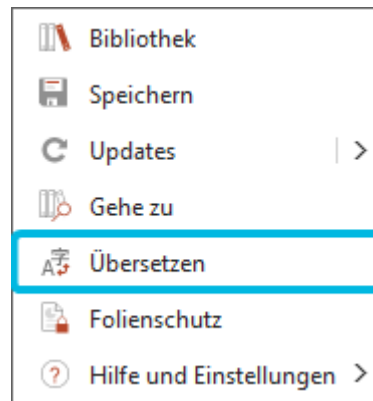 Bibliothek
Speichern
Updates
Gehe zu
Übersetzen
Folienschutz
Hilfe und Einstellungen